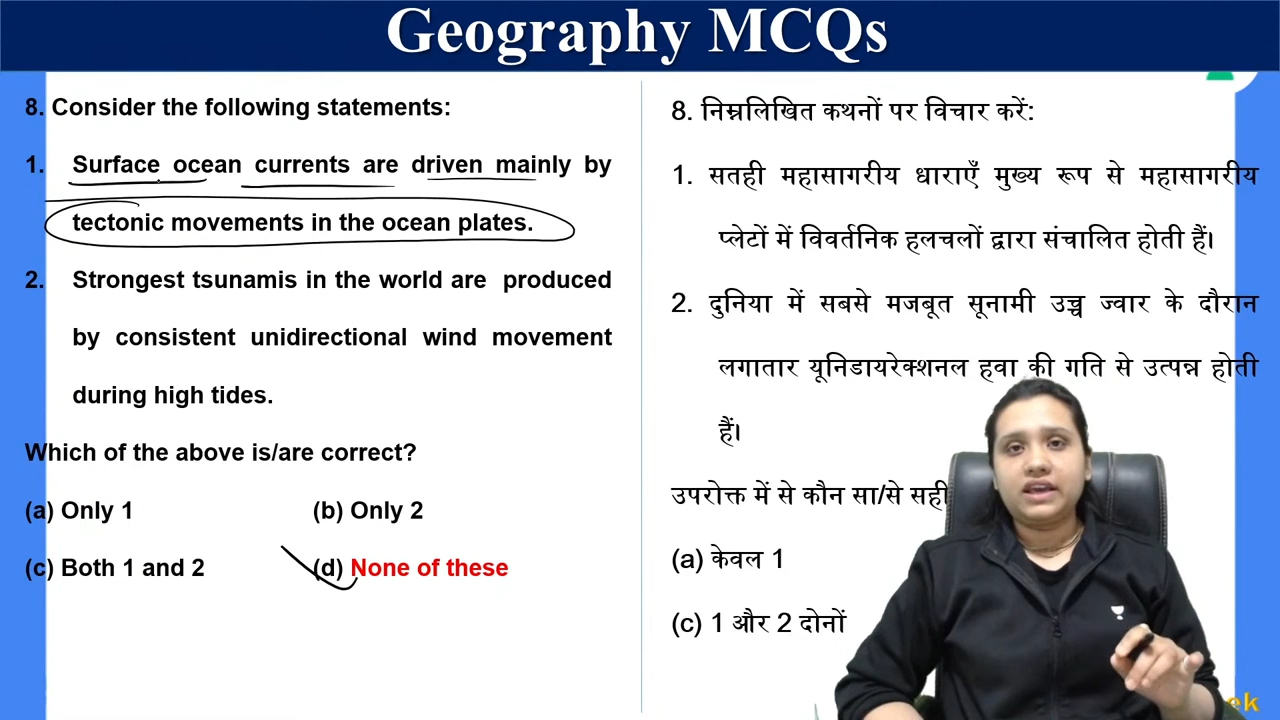 Geography MCQs
8. Consider the following statements:
1. Surface ocean currents are driven mainly by
tectonic movements in the ocean plates.
2. Strongest tsunamis in the world are produced
by consistent unidirectional wind movement
during high tides.
Which of the above is/are correct?
(a) Only 1 (b) Only 2
(c) Both 1 and 2 (d) None of these
8. निम्नलिखित कथनों पर विचार करें:
1. सतही महासागरीय धाराएँ मुख्य रूप से महासागरीय
प्लेटों में विवर्तनिक हलचलों द्वारा संचालित होती हैं।
2. दुनिया में सबसे मजबूत सूनामी उच्च ज्वार के दौरान
लगातार यूनिडायरेक्शनल हवा की गति से उत्पन्न होती
हैं।
उपरोक्त में से कौन सा/से सही
(a) केवल 1
(c) 1 और 2 दोनों